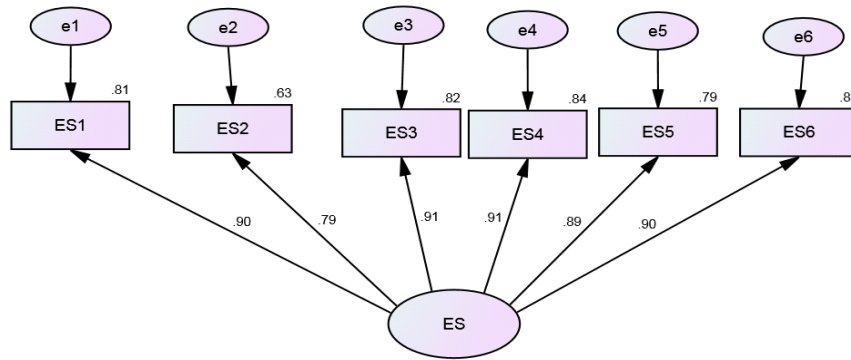 e1
e2
e3
e4
e5
e6
.81
.63
.82
.84
.79
.8
ES1
ES2
ES3
ES4
ES5
ES6
.90
.79
.91
.91
.89
.90
ES